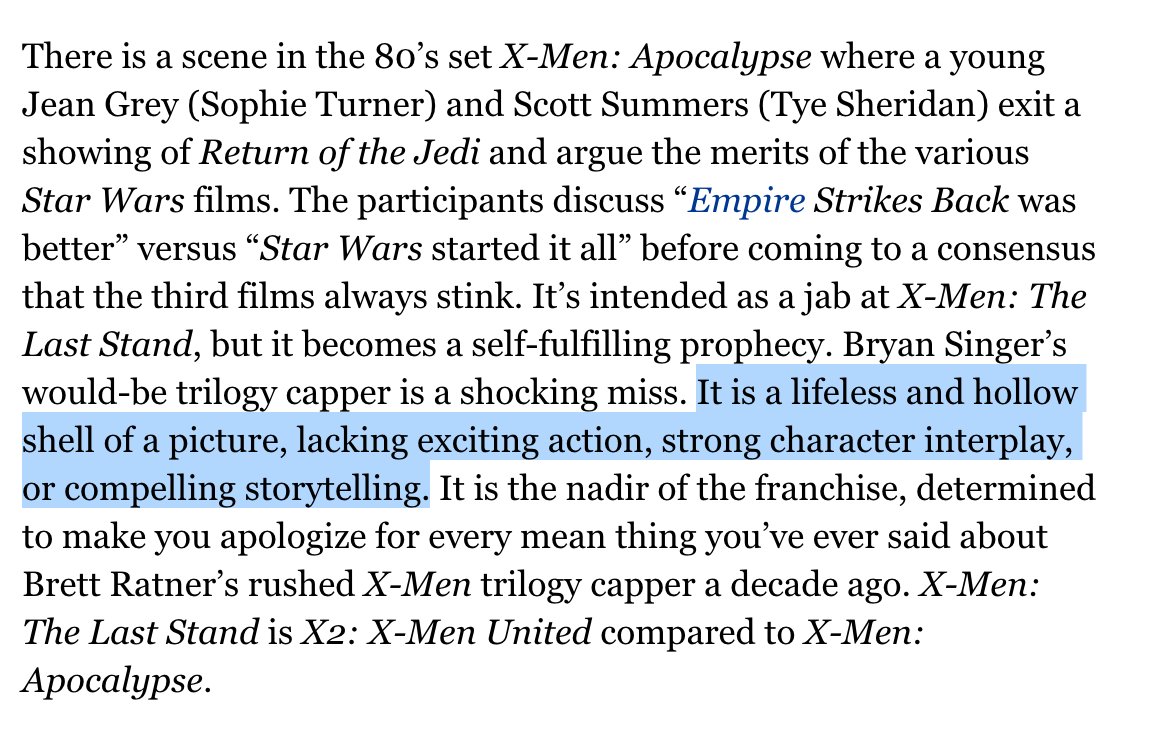 There is a scene in the 80’s set X-Men: Apocalypse where a young
Jean Grey (Sophie Turner) and Scott Summers (Tye Sheridan) exit a
showing of Return of the Jedi and argue the merits of the various
Star Wars films. The participants discuss “Empire Strikes Back was
better” versus “Star Wars started it all” before coming to a consensus
that the third films always stink. It’s intended as a jab at X-Men: The
Last Stand, but it becomes a self-fulfilling prophecy. Bryan Singer’s
would-be trilogy capper is a shocking miss. It is a lifeless and hollow
shell of a picture, lacking exciting action, strong character interplay,
or compelling storytelling. It is the nadir of the franchise, determined
to make you apologize for every mean thing you’ve ever said about
Brett Ratner’s rushed X-Men trilogy capper a decade ago. X-Men:
The Last Stand is X2: X-Men United compared to X-Men:
Apocalypse.